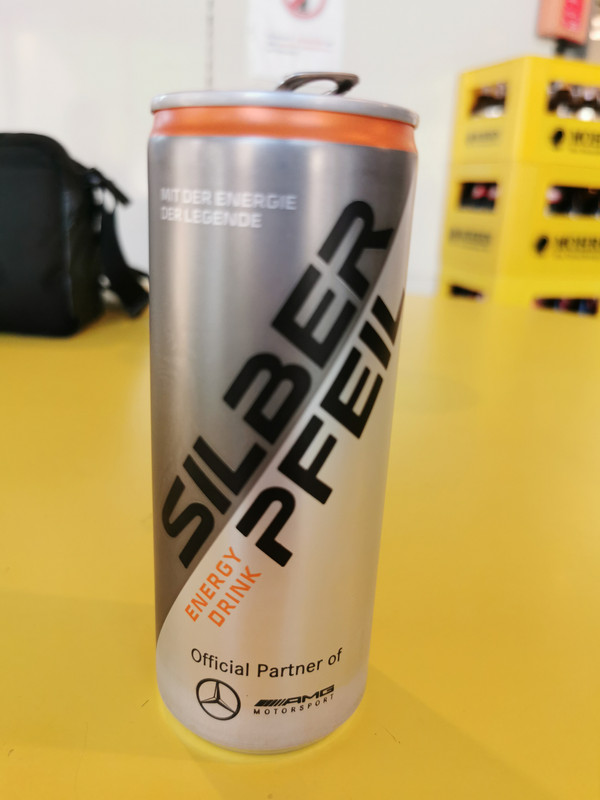 MIT DER ENERGIE
DER LEGENDE
SILBER
PFEIL
ENERGY
DRINK
Official Partner of
AMG
MOTORSPORT